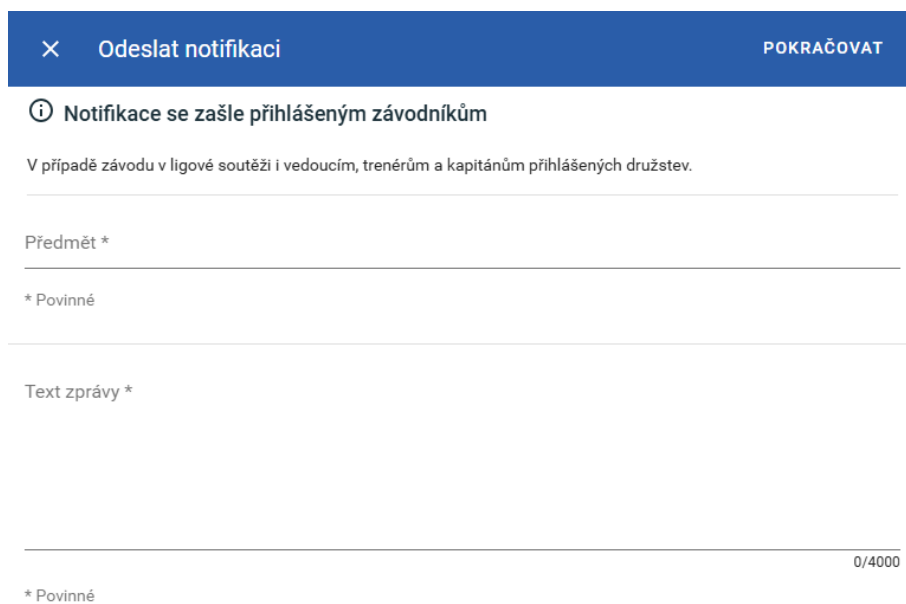 Odeslat notifikaci POKRAČOVAT
Notifikace se zašle přihlášeným závodníkům
V případě závodu v ligové soutěži i vedoucím, trenérům a kapitánům přihlášených družstev.
Předmět *
* Povinné
Text zprávy *
0/4000
* Povinné